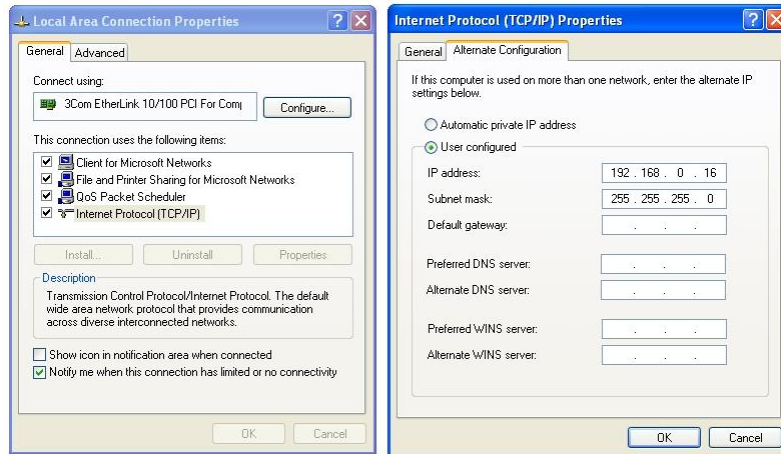 Local Area Connection Properties
General
Advanced
Connect using:
3Com EtherLink 10/100 PCI For Comp
Configure...
This connection uses the following items:
Client for Microsoft Networks
File and Printer Sharing for Microsoft Networks
QoS Packet Scheduler
Internet Protocol (TCP/IP)
Install...
Uninstall
Properties
Description
Transmission Control Protocol/Internet Protocol. The default
wide area network protocol that provides communication
across diverse interconnected networks.
Show icon in notification area when connected
Notify me when this connection has limited or no connectivity
OK
Cancel
Internet Protocol (TCP/IP) Properties
General
Alternate Configuration
If this computer is used on more than one network, enter the alternate IP
settings below.
Automatic private IP address
User configured
IP address:
192 . 168 . 0 . 16
Subnet mask:
255 . 255 . 255 . 0
Default gateway:
. . .
Preferred DNS server:
. . .
Alternate DNS server:
. . .
Preferred WINS server:
. . .
Alternate WINS server:
. . .
OK
Cancel